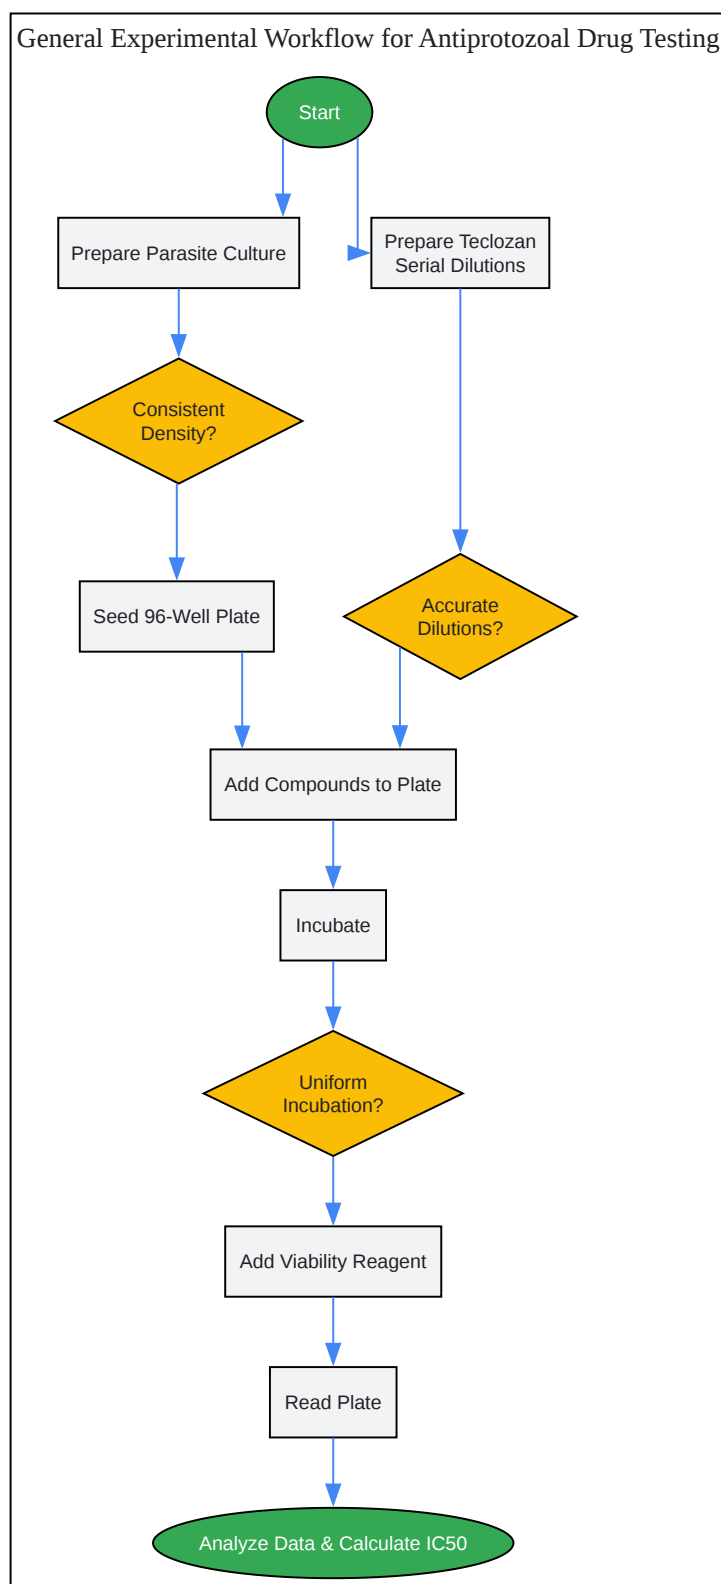 General Experimental Workflow for Antiprotozoal Drug Testing
Start
Prepare Parasite Culture
Prepare Teclozan
Serial Dilutions
Consistent
Density?
Seed 96-Well Plate
Accurate
Dilutions?
Add Compounds to Plate
Incubate
Uniform
Incubation?
Add Viability Reagent
Read Plate
Analyze Data & Calculate IC50